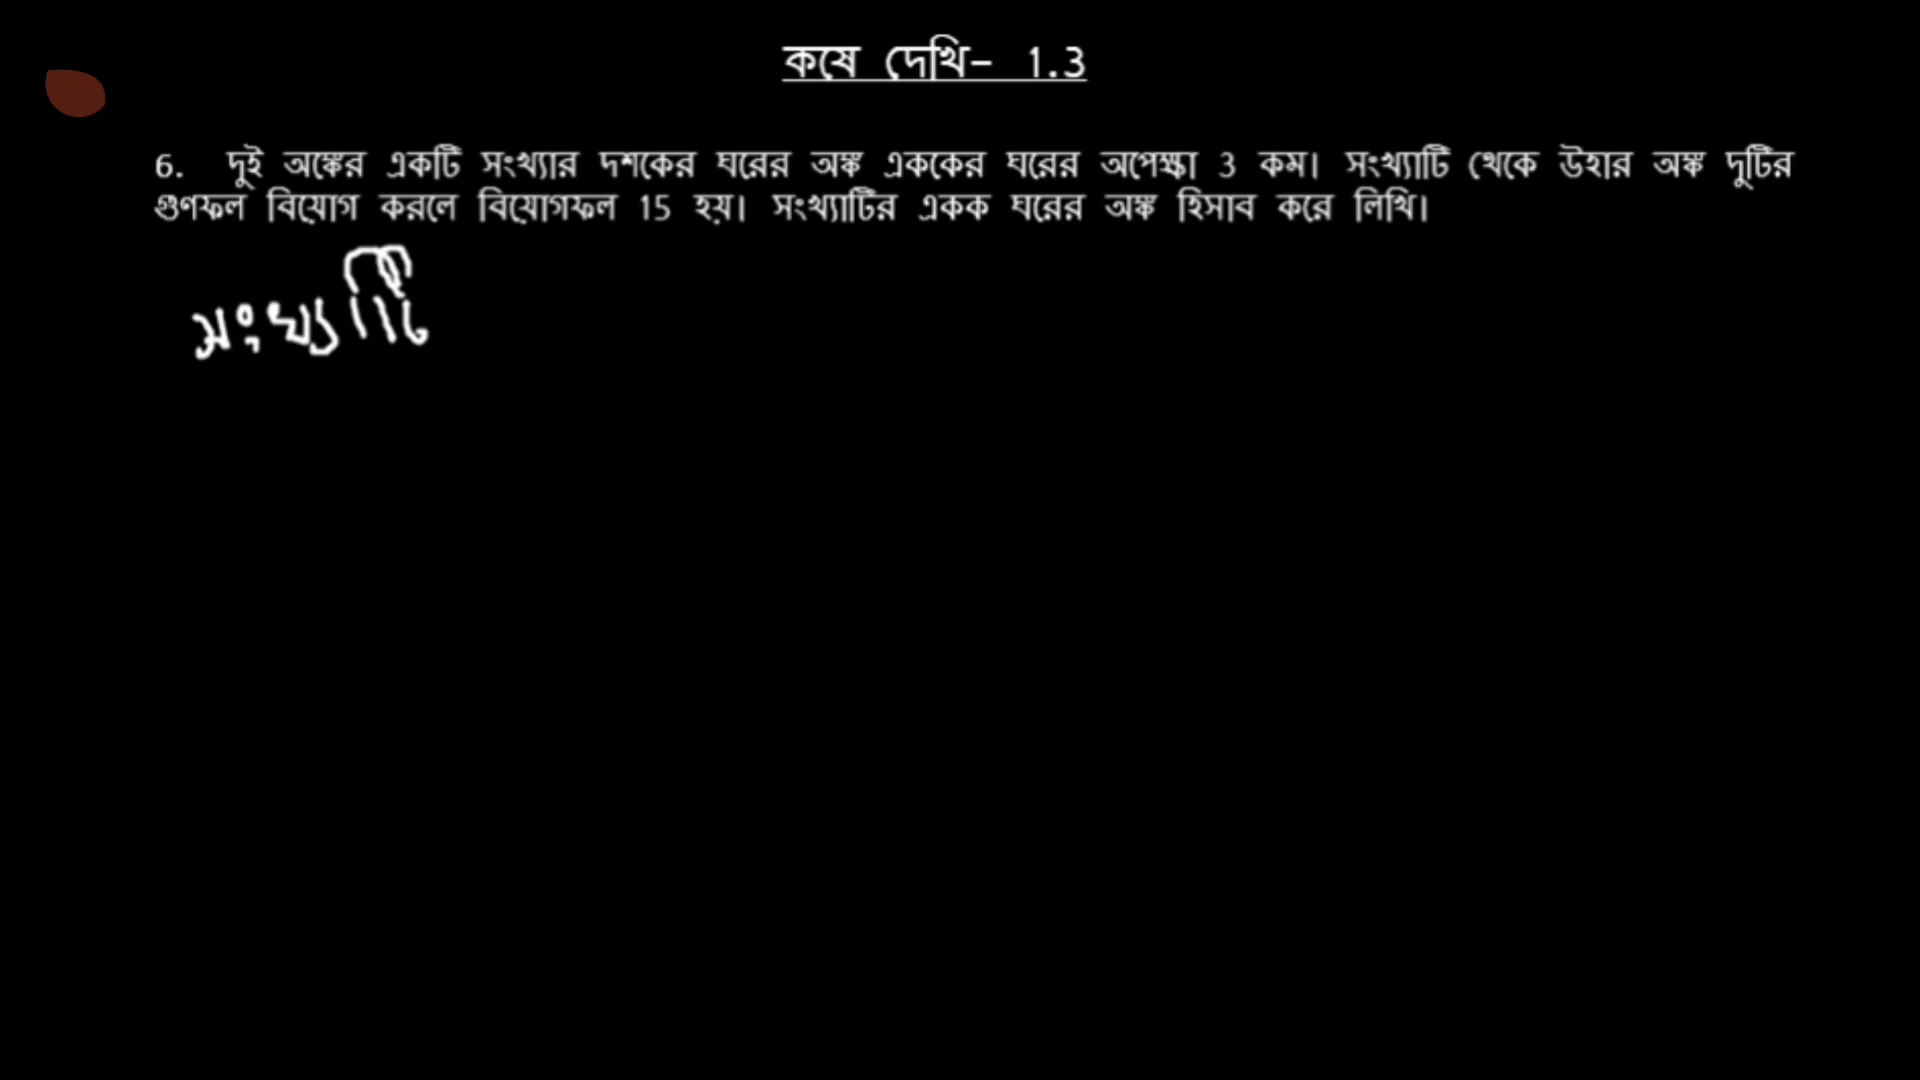 কষে দেখি- 1.3
6. দুই অঙ্কের একটি সংখ্যার দশকের ঘরের অঙ্ক এককের ঘরের অপেক্ষা 3 কম। সংখ্যাটি থেকে উহার অঙ্ক দুটির
গুণফল বিয়োগ করলে বিয়োগফল 15 হয়। সংখ্যাটির একক ঘরের অঙ্ক হিসাব করে লিখি।
সংখ্যাটি